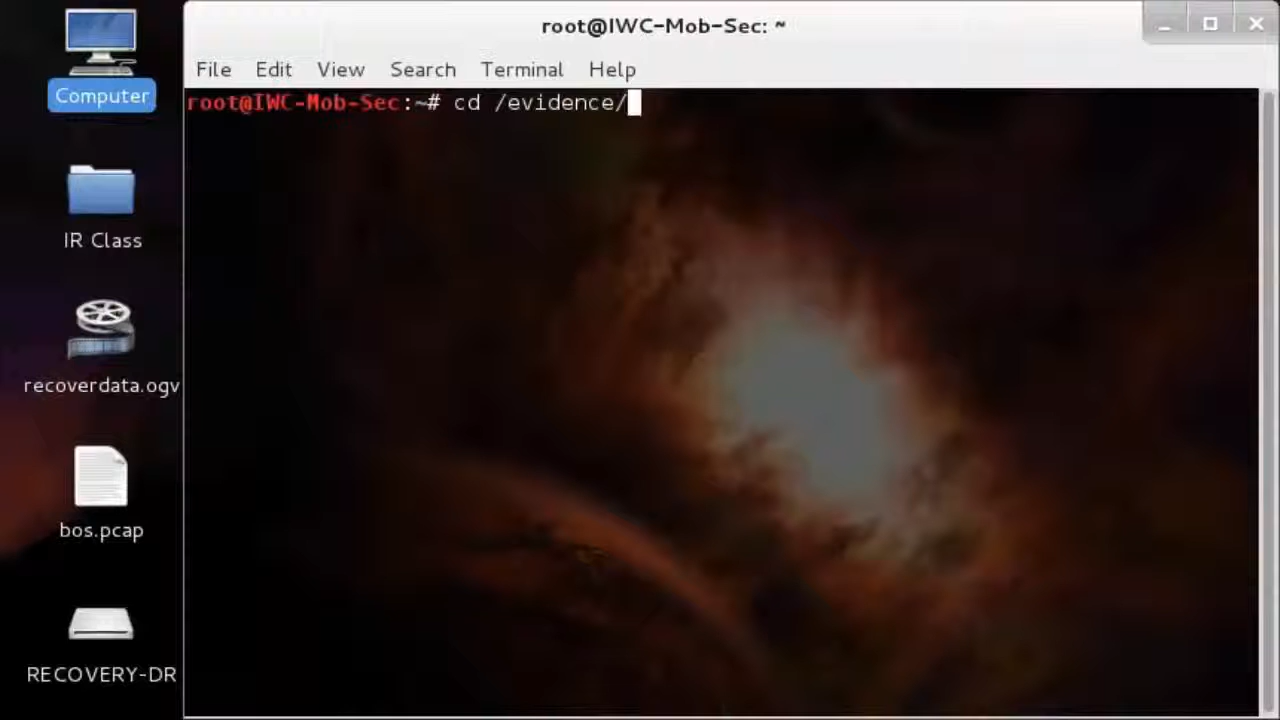 root@IWC-Mob-Sec: ~
File Edit View Search Terminal Help
root@IWC-Mob-Sec:~# cd /evidence/
Computer
IR Class
recoverdata.ogv
bos.pcap
RECOVERY-DR